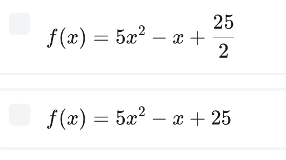 f(x) = 5x² − x + 25/2
f(x) = 5x² − x + 25